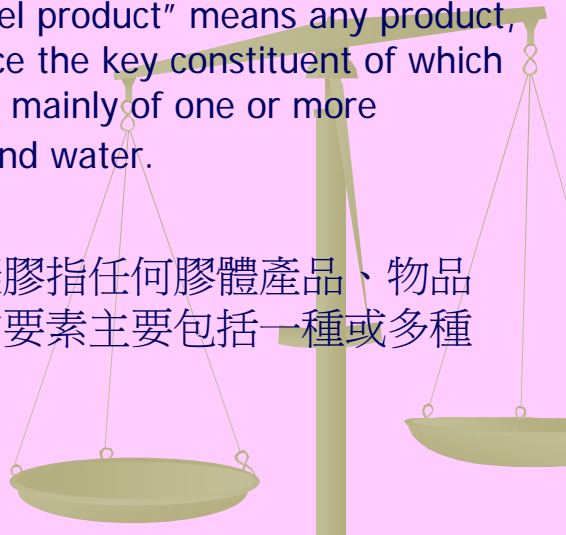 el product” means any product,
ce the key constituent of which
mainly of one or more
nd water.
膠指任何膠體產品、物品
要素主要包括一種或多種